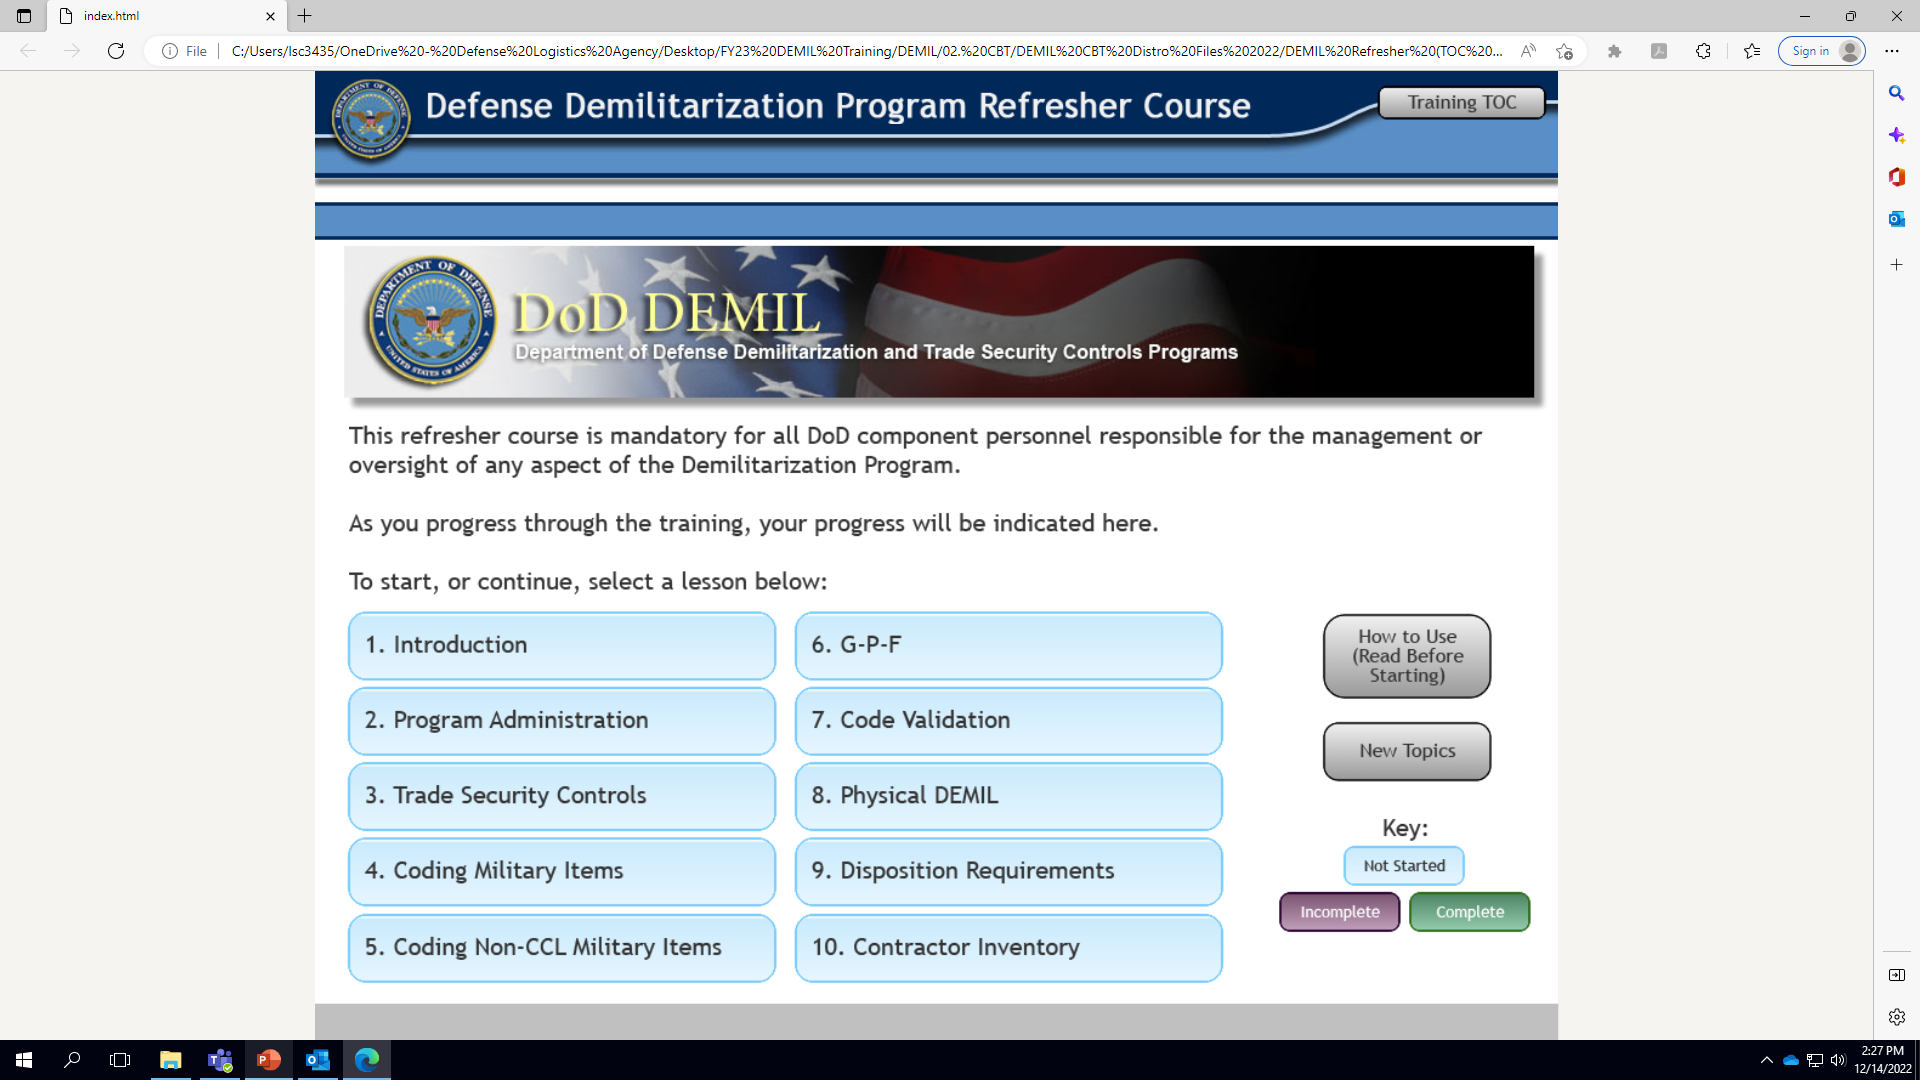 index.html
File
C:/Users/lsc3435/OneDrive%20-%20Defense%20Logistics%20Agency/Desktop/FY23%20DEMIL%20Training/DEMIL/02.%20CBT/DEMIL%20CBT%20Distro%20Files%202022/DEMIL%20Refresher%20(TOC%20...
Sign in
Defense Demilitarization Program Refresher Course
Training TOC
DEPARTMENT OF DEFENSE
UNITED STATES OF AMERICA
DoD DEMIL
Department of Defense Demilitarization and Trade Security Controls Programs
This refresher course is mandatory for all DoD component personnel responsible for the management or
oversight of any aspect of the Demilitarization Program.
As you progress through the training, your progress will be indicated here.
To start, or continue, select a lesson below:
1. Introduction
2. Program Administration
3. Trade Security Controls
4. Coding Military Items
5. Coding Non-CCL Military Items
6. G-P-F
7. Code Validation
8. Physical DEMIL
9. Disposition Requirements
10. Contractor Inventory
How to Use
(Read Before
Starting)
New Topics
Key:
Not Started
Incomplete
Complete
2:27 PM
12/14/2022